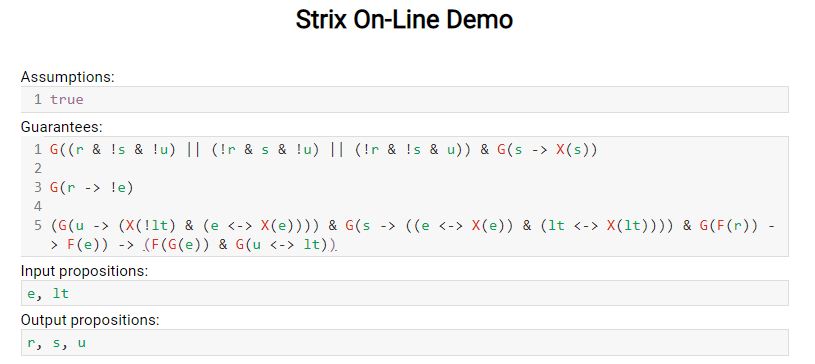 Strix On-Line Demo
Assumptions:
1 true
Guarantees:
1 G((r & !s & !u) || (!r & s & !u) || (!r & !s & u)) & G(s -> X(s))
2
3 G(r -> !e)
4
5 (G(u -> (X(!lt) & (e <-> X(e)))) & G(s -> ((e <-> X(e)) & (lt <-> X(lt)))) & G(F(r)) -
> F(e)) -> (F(G(e)) & G(u <-> lt))
Input propositions:
e, lt
Output propositions:
r, s, u